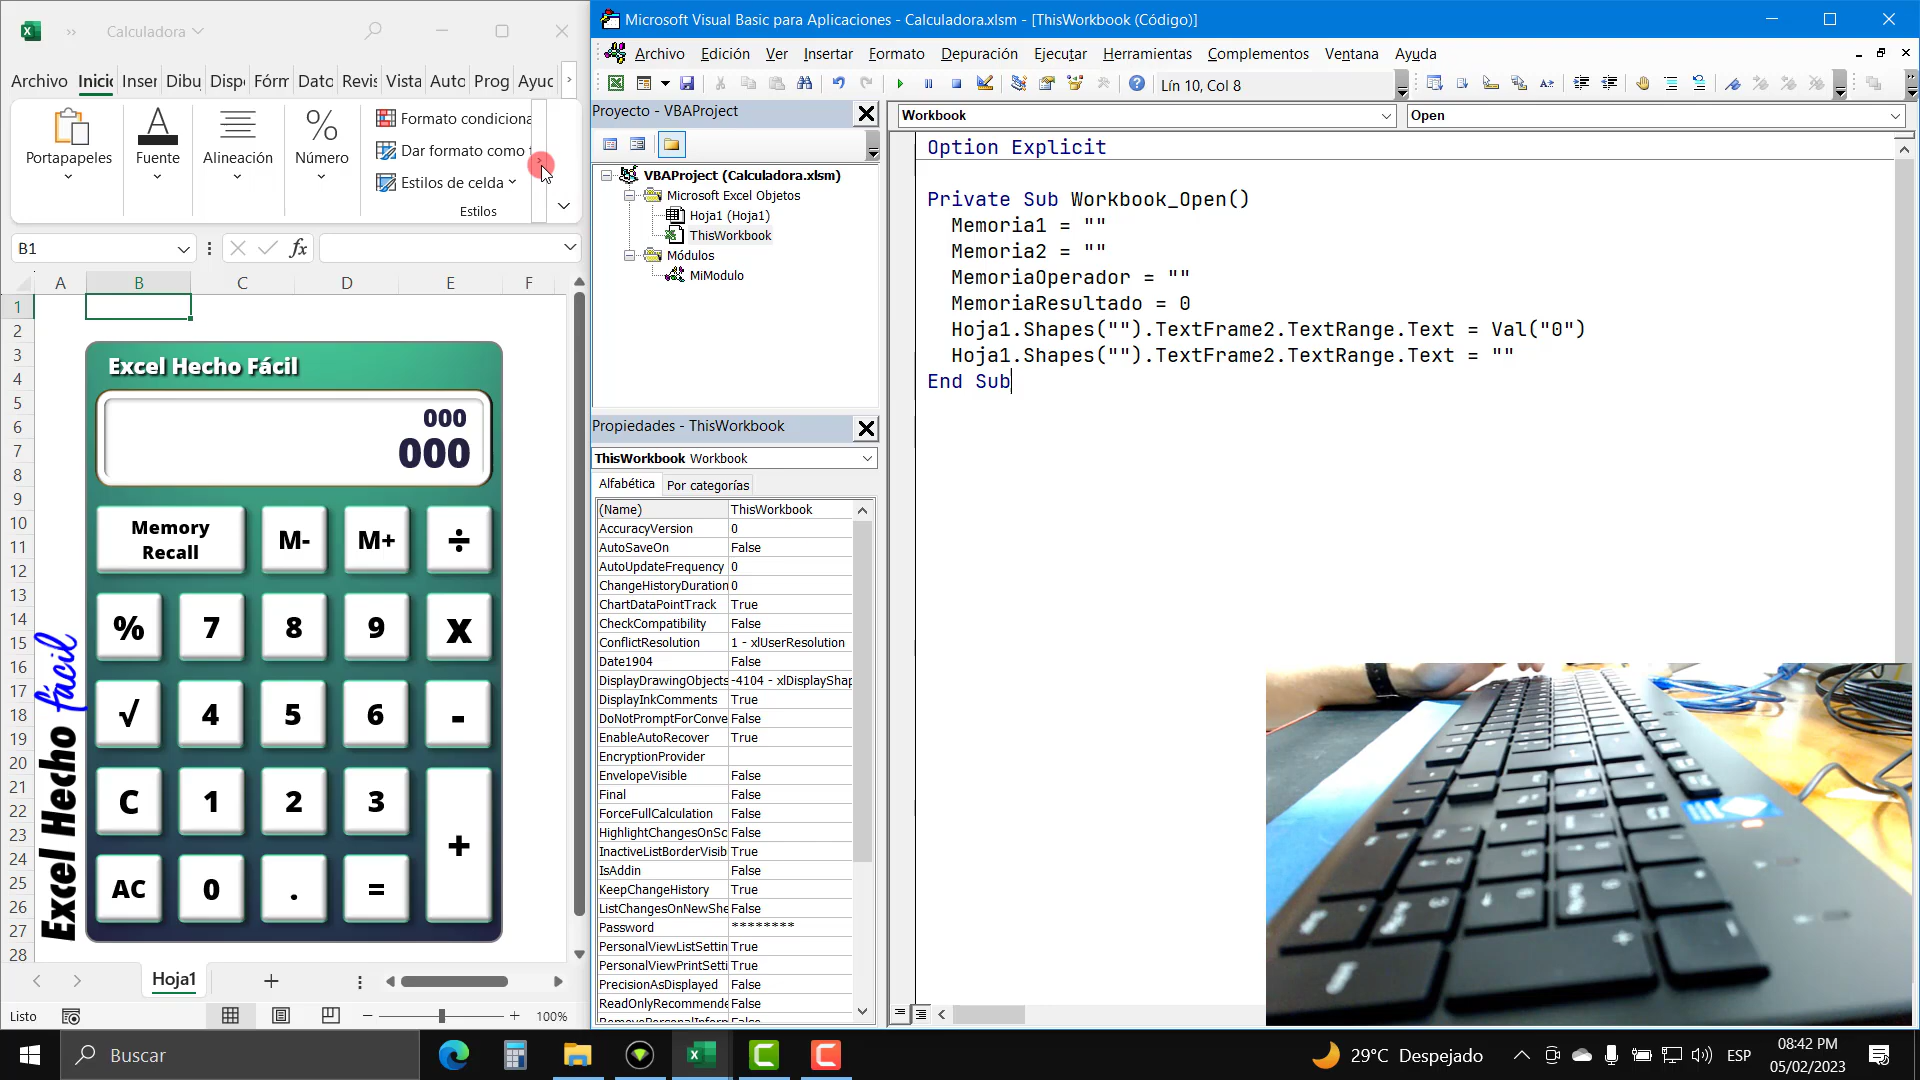 Calculadora
Archivo Inicio Inser Dibu Dispo Fórm Dato Revis Vista Auto Prog Ayuc
Portapapeles
Fuente
Alineación
Número
Formato condiciona
Dar formato como
Estilos de celda
Estilos
B1
fx
A B C D E F
1
2
3
4
5
6
7
8
9
10
11
12
13
14
15
16
17
18
19
20
21
22
23
24
25
26
27
28
Excel Hecho Fácil
000
000
Memory Recall M- M+ ÷
% 7 8 9 x
√ 4 5 6 -
C 1 2 3
+
AC 0 . =
Excel Hecho fácil
Hoja1
Listo
100%
Microsoft Visual Basic para Aplicaciones - Calculadora.xlsm - [ThisWorkbook (Código)]
Archivo Edición Ver Insertar Formato Depuración Ejecutar Herramientas Complementos Ventana Ayuda
Lín 10, Col 8
Proyecto - VBAProject
VBAProject (Calculadora.xlsm)
Microsoft Excel Objetos
Hoja1 (Hoja1)
ThisWorkbook
Módulos
MiModulo
Propiedades - ThisWorkbook
ThisWorkbook Workbook
Alfabética Por categorías
(Name) ThisWorkbook
AccuracyVersion 0
AutoSaveOn False
AutoUpdateFrequency 0
ChangeHistoryDuration 0
ChartDataPointTrack True
CheckCompatibility False
ConflictResolution 1 - xlUserResolution
Date1904 False
DisplayDrawingObjects -4104 - xlDisplayShap
DisplayInkComments True
DoNotPromptForConve False
EnableAutoRecover True
EncryptionProvider
EnvelopeVisible False
Final False
ForceFullCalculation False
HighlightChangesOnSc False
InactiveListBorderVisib True
IsAddin False
KeepChangeHistory True
ListChangesOnNewShe False
Password ********
PersonalViewListSettin True
PersonalViewPrintSetti True
PrecisionAsDisplayed False
ReadOnlyRecommende False
Workbook
Open
Option Explicit
Private Sub Workbook_Open()
Memoria1 = ""
Memoria2 = ""
MemoriaOperador = ""
MemoriaResultado = 0
Hoja1.Shapes("").TextFrame2.TextRange.Text = Val("0")
Hoja1.Shapes("").TextFrame2.TextRange.Text = ""
End Sub
Buscar
29°C Despejado
ESP
08:42 PM
05/02/2023